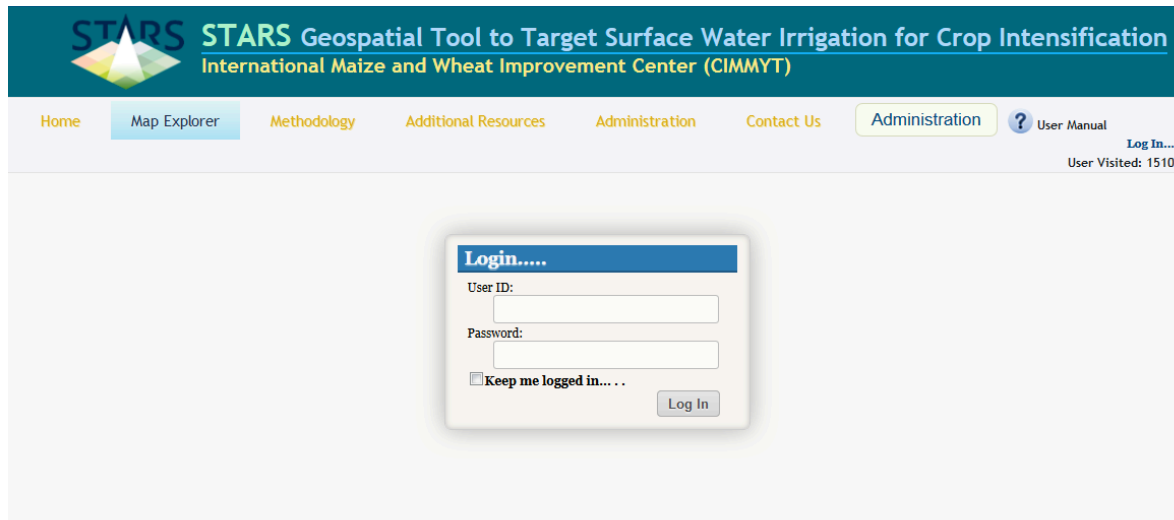 STARS
STARS Geospatial Tool to Target Surface Water Irrigation for Crop Intensification
International Maize and Wheat Improvement Center (CIMMYT)
Home Map Explorer Methodology Additional Resources Administration Contact Us Administration ? User Manual
Log In...
User Visited: 1510
Login.....
User ID:
Password:
Keep me logged in... . .
Log In